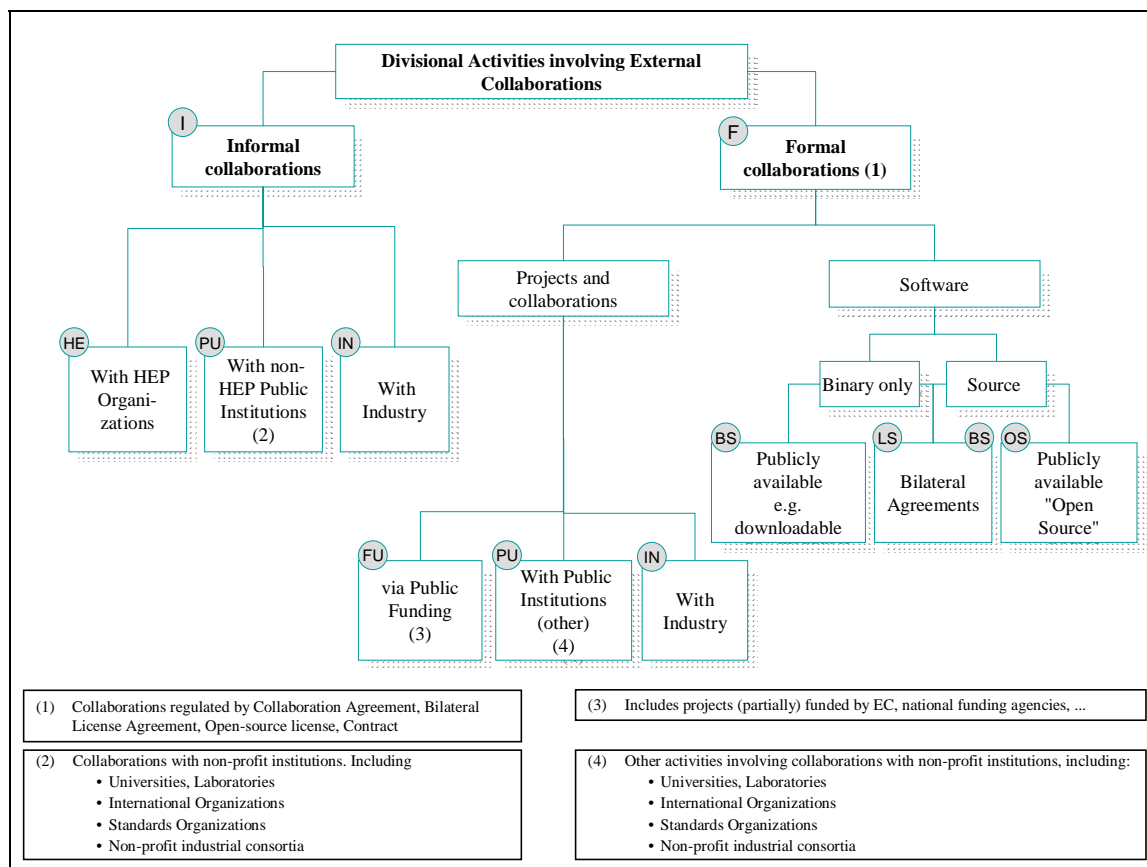 Divisional Activities involving External
Collaborations
I
Informal
collaborations
F
Formal
collaborations (1)
Projects and
collaborations
Software
HE
With HEP
Organi-
zations
PU
With non-
HEP Public
Institutions
(2)
IN
With
Industry
Binary only
Source
BS
Publicly
available
e.g.
downloadable
LS
BS
Bilateral
Agreements
OS
Publicly
available
"Open
Source"
FU
via Public
Funding
(3)
PU
With Public
Institutions
(other)
(4)
IN
With
Industry
(1) Collaborations regulated by Collaboration Agreement, Bilateral
License Agreement, Open-source license, Contract
(3) Includes projects (partially) funded by EC, national funding agencies, ...
(2) Collaborations with non-profit institutions. Including
• Universities, Laboratories
• International Organizations
• Standards Organizations
• Non-profit industrial consortia
(4) Other activities involving collaborations with non-profit institutions, including:
• Universities, Laboratories
• International Organizations
• Standards Organizations
• Non-profit industrial consortia